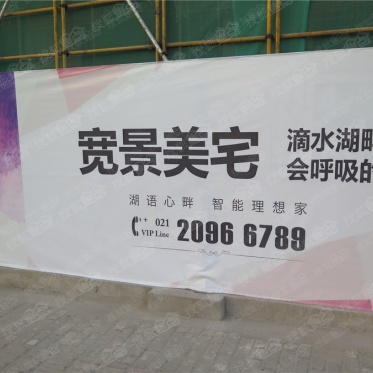 宽景美宅
滴水湖畔
会呼吸的
湖语心畔 智能理想家
021
VIP Line
2096 6789